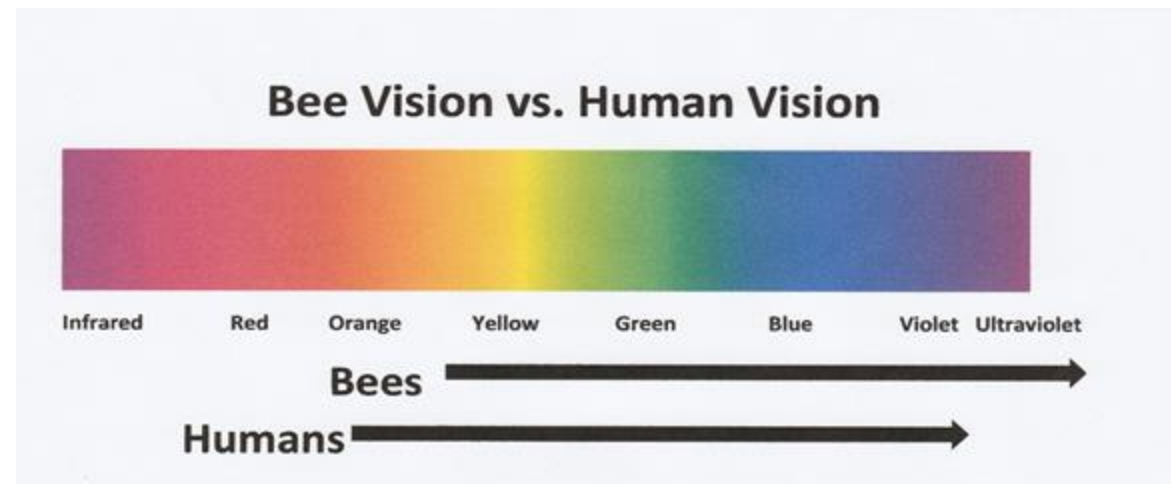 Bee Vision vs. Human Vision
Infrared Red Orange Yellow Green Blue Violet Ultraviolet
Bees
Humans